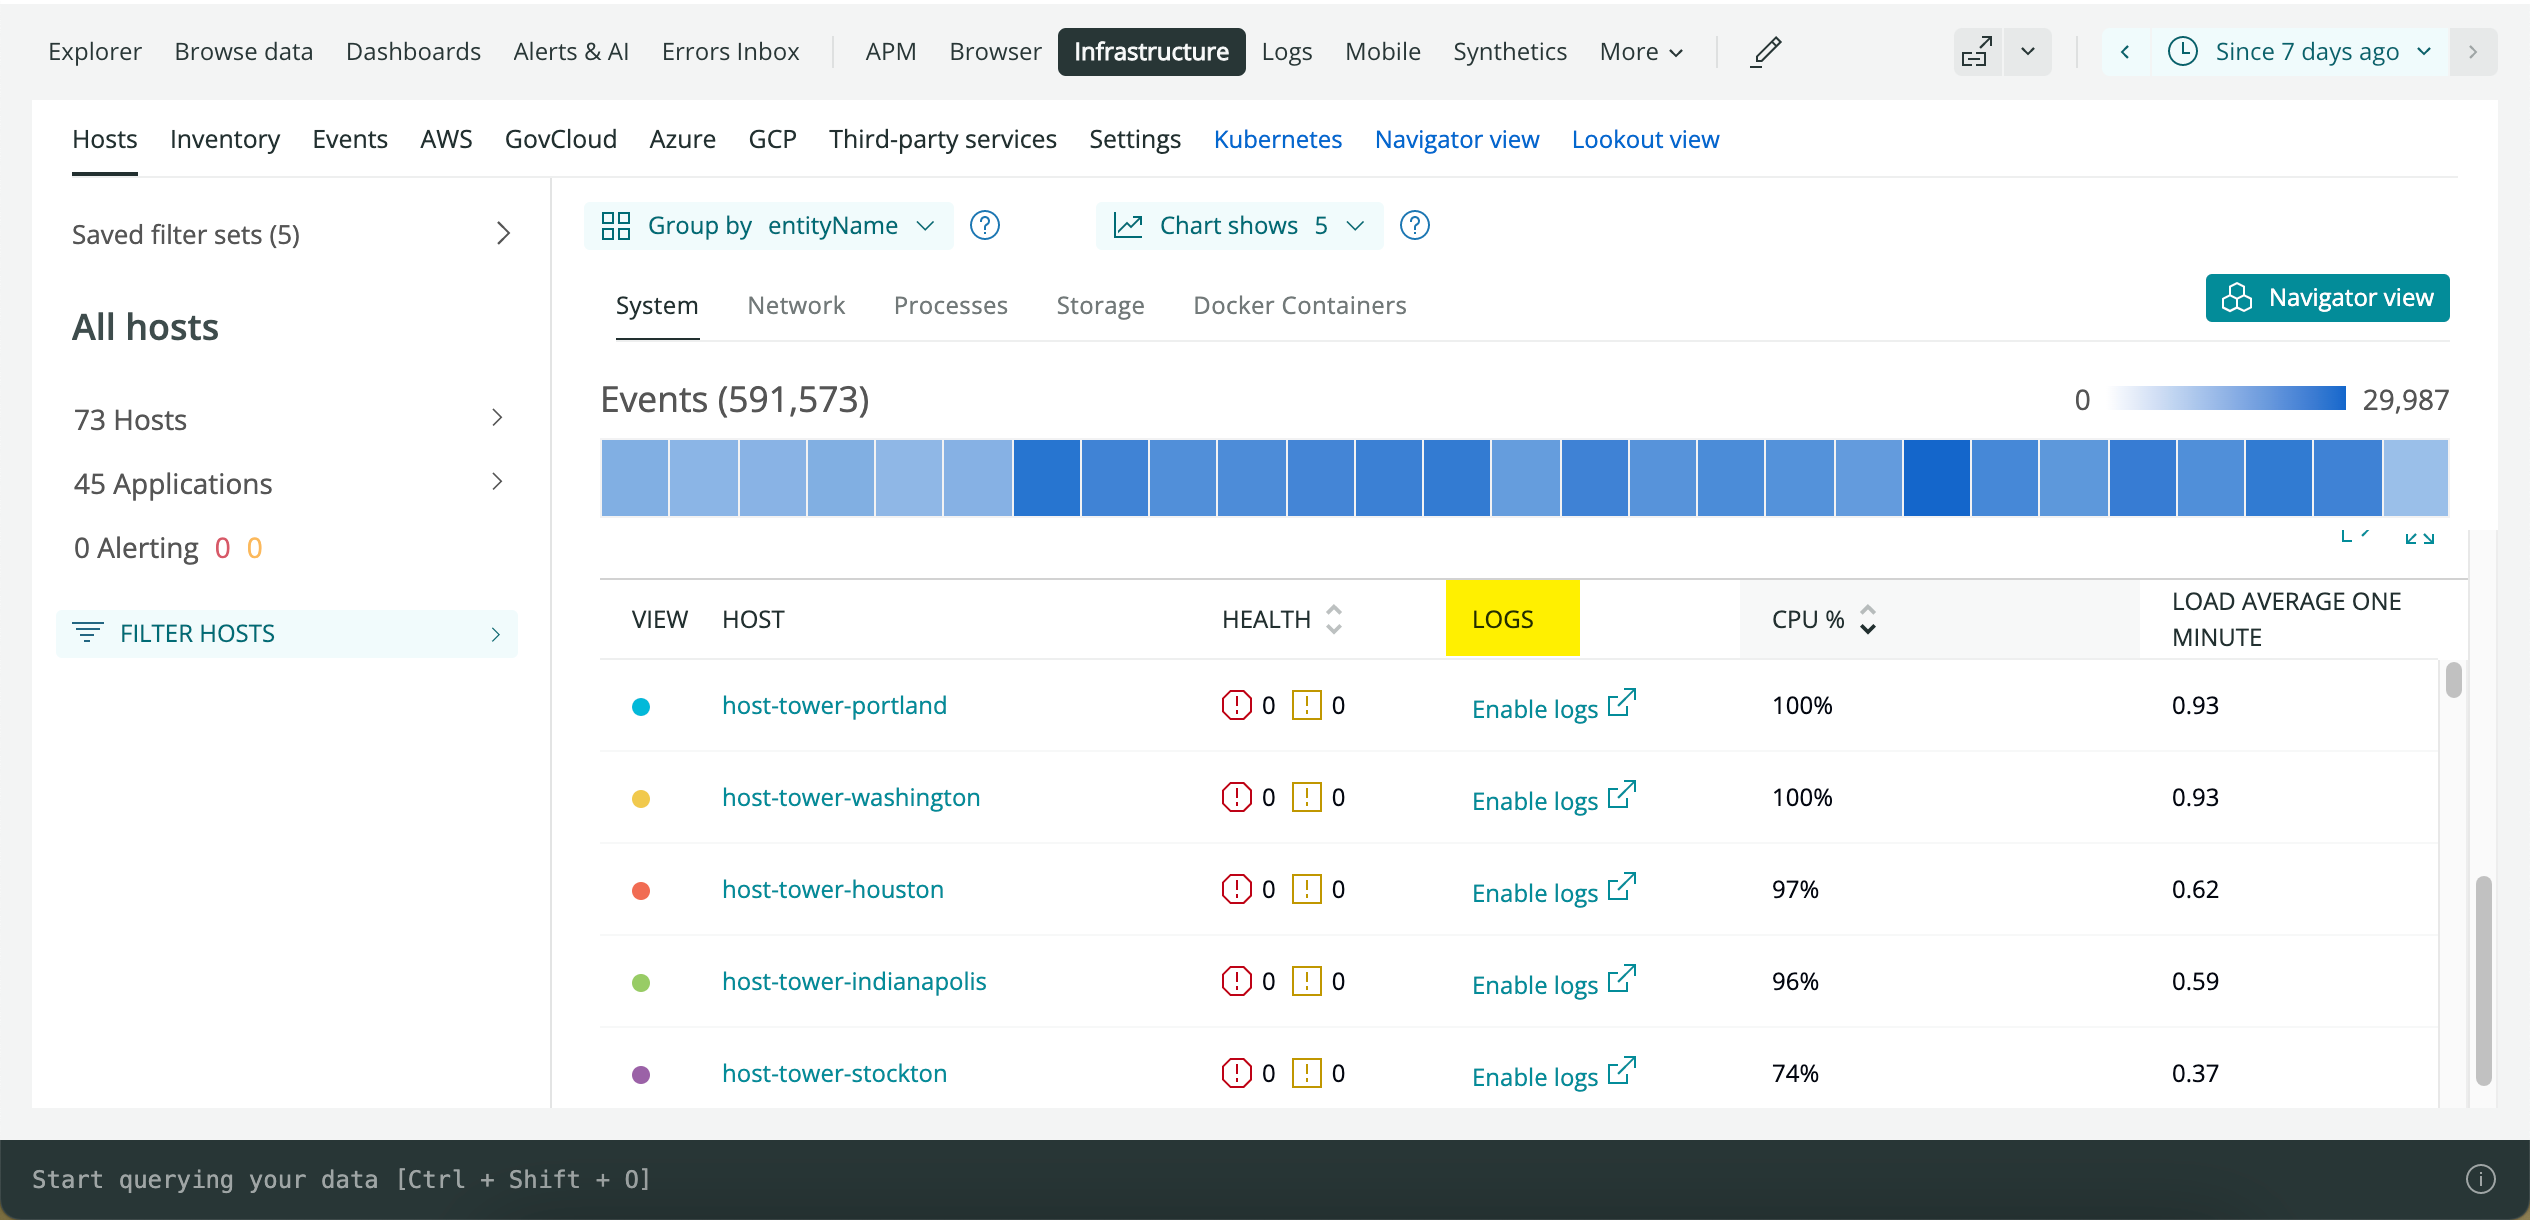 Explorer Browse data Dashboards Alerts & AI Errors Inbox APM Browser Infrastructure Logs Mobile Synthetics More Since 7 days ago
Hosts Inventory Events AWS GovCloud Azure GCP Third-party services Settings Kubernetes Navigator view Lookout view
Saved filter sets (5)
All hosts
73 Hosts
45 Applications
0 Alerting 0 0
FILTER HOSTS
Group by entityName ? Chart shows 5 ?
System Network Processes Storage Docker Containers Navigator view
Events (591,573) 0 29,987
VIEW HOST HEALTH LOGS CPU % LOAD AVERAGE ONE
MINUTE
host-tower-portland 0 0 Enable logs 100% 0.93
host-tower-washington 0 0 Enable logs 100% 0.93
host-tower-houston 0 0 Enable logs 97% 0.62
host-tower-indianapolis 0 0 Enable logs 96% 0.59
host-tower-stockton 0 0 Enable logs 74% 0.37
Start querying your data [Ctrl + Shift + O]